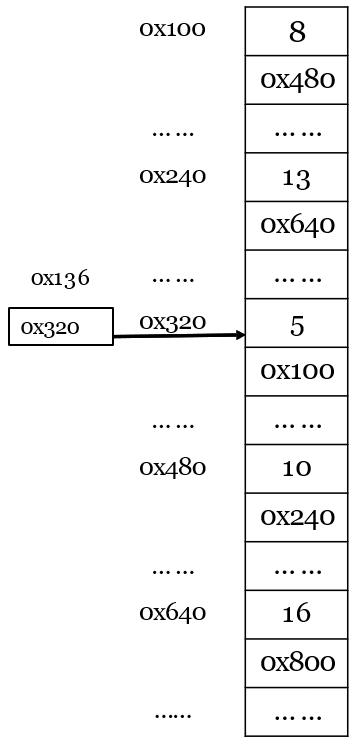 0x100 8
0x480
... ... ... ...
0x240 13
0x640
0x136 ... ... ... ...
0x320 0x320 5
0x100
... ... ... ...
0x480 10
0x240
... ... ... ...
0x640 16
0x800
...... ... ...